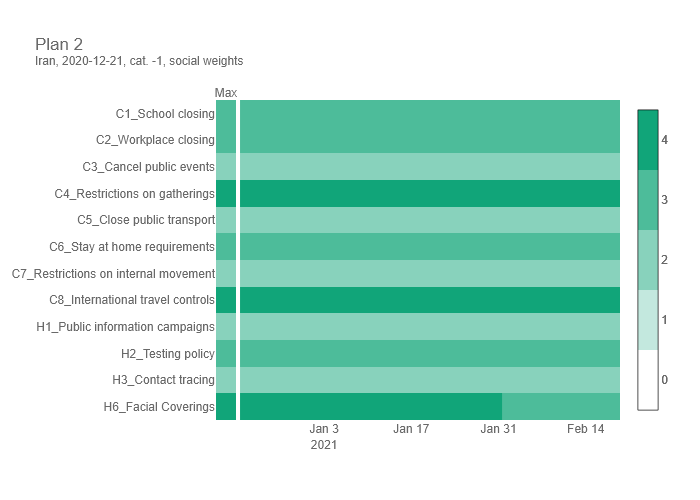 Plan 2
Iran, 2020-12-21, cat. -1, social weights
Max
C1_School closing
C2_Workplace closing
C3_Cancel public events
C4_Restrictions on gatherings
C5_Close public transport
C6_Stay at home requirements
C7_Restrictions on internal movement
C8_International travel controls
H1_Public information campaigns
H2_Testing policy
H3_Contact tracing
H6_Facial Coverings
Jan 3 Jan 17 Jan 31 Feb 14
2021
4
3
2
1
0